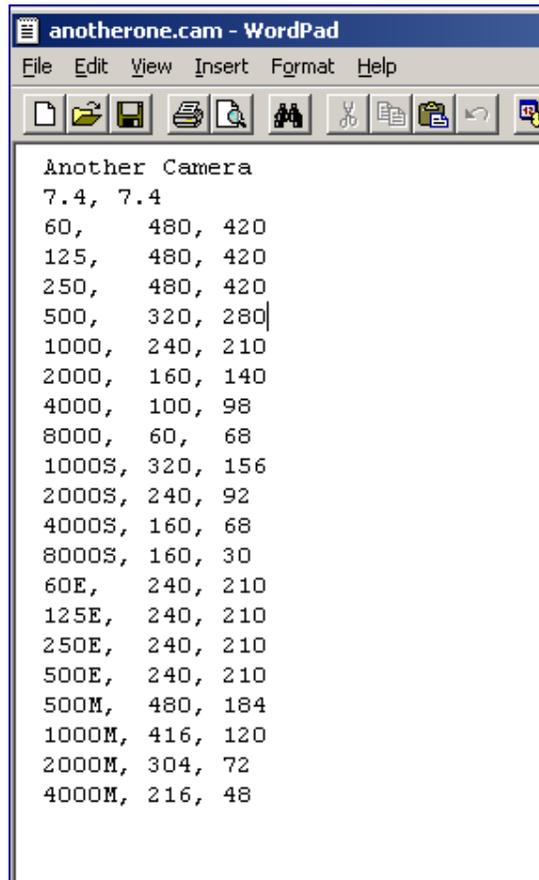 anotherone.cam - WordPad
File Edit View Insert Format Help
Another Camera
7.4, 7.4
60, 480, 420
125, 480, 420
250, 480, 420
500, 320, 280
1000, 240, 210
2000, 160, 140
4000, 100, 98
8000, 60, 68
1000S, 320, 156
2000S, 240, 92
4000S, 160, 68
8000S, 160, 30
60E, 240, 210
125E, 240, 210
250E, 240, 210
500E, 240, 210
500M, 480, 184
1000M, 416, 120
2000M, 304, 72
4000M, 216, 48